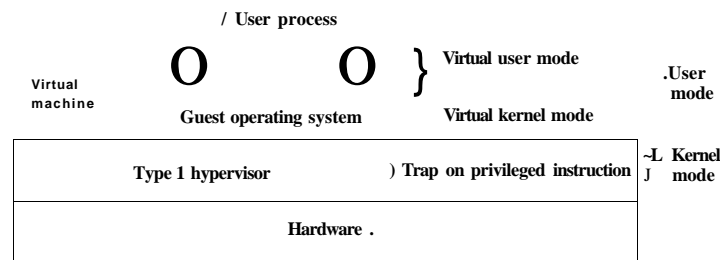 / User process
O O } Virtual user mode
.User
mode
Virtual
machine
Guest operating system
Virtual kernel mode
Type 1 hypervisor
) Trap on privileged instruction
~L Kernel
J mode
Hardware .